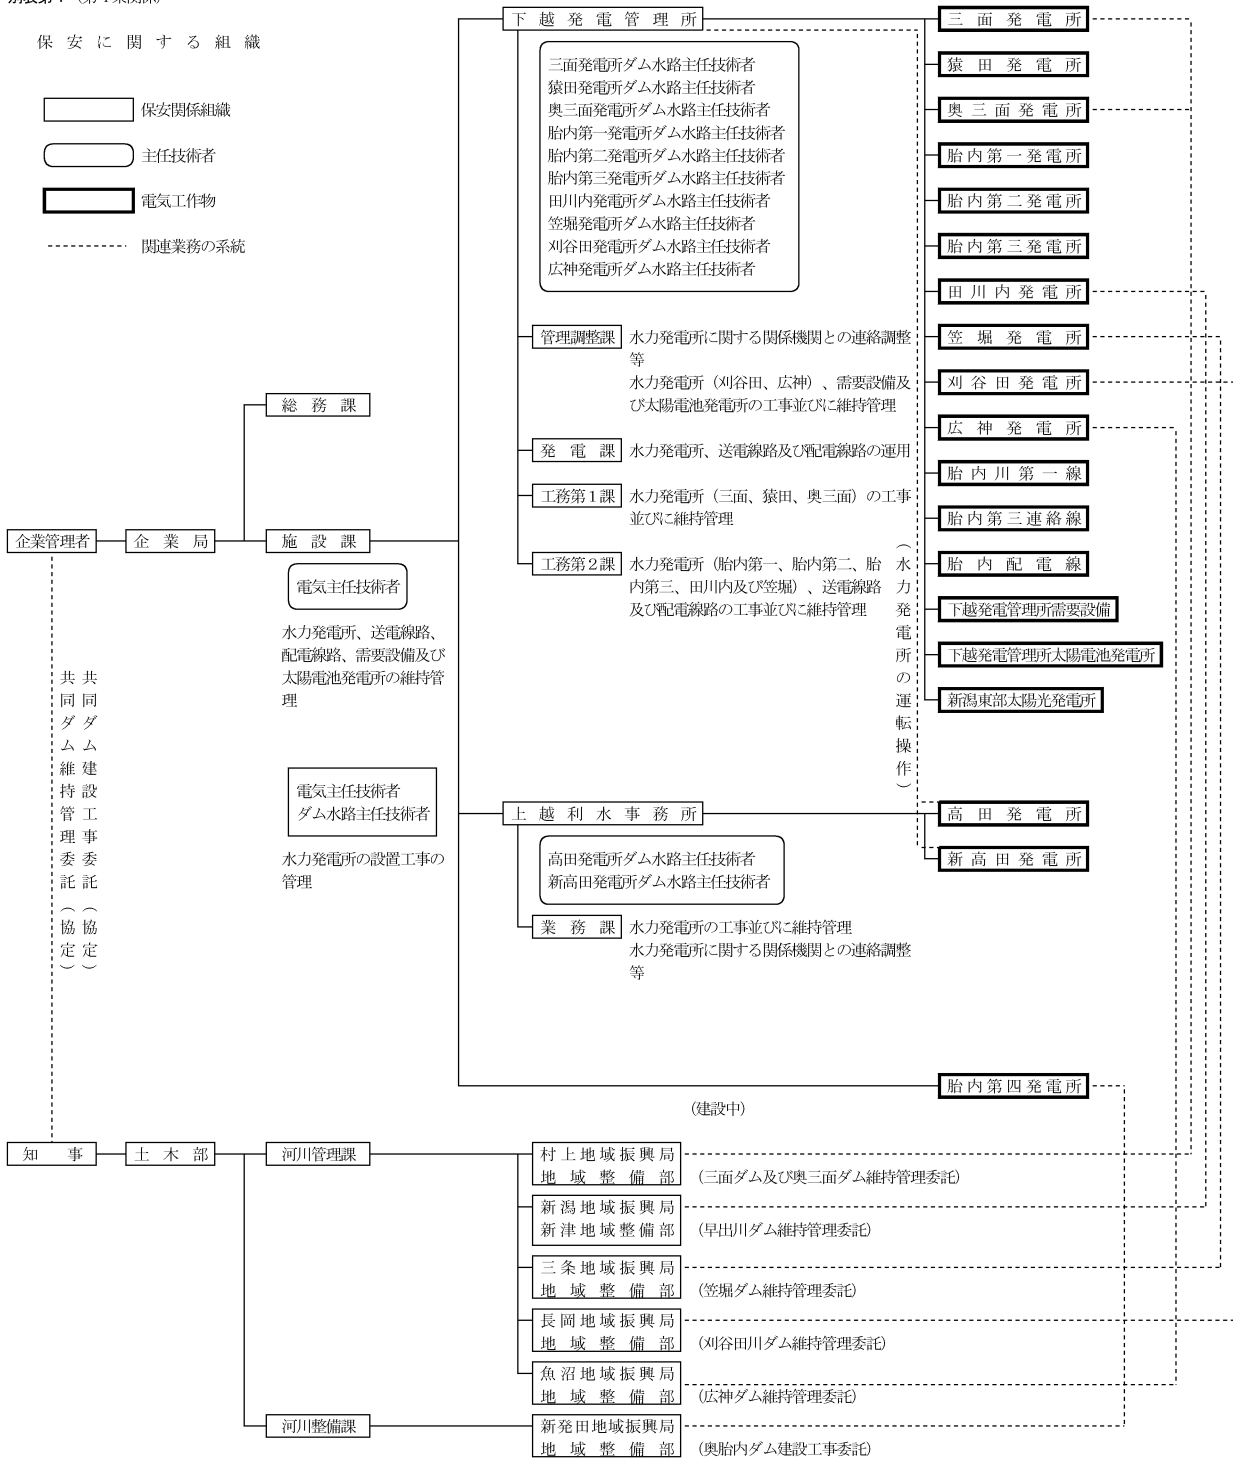 保安に関する組織
保安関係組織
主任技術者
電気工作物
関連業務の系統
企業管理者
企業局
総務課
施設課
電気主任技術者
水力発電所、送電線路、
配電線路、需要設備及び
太陽電池発電所の維持管
理
電気主任技術者
ダム水路主任技術者
水力発電所の設置工事の
管理
共同ダム建設工事委託（協定）
共同ダム維持管理委託（協定）
下越発電管理所
三面発電所ダム水路主任技術者
猿田発電所ダム水路主任技術者
奥三面発電所ダム水路主任技術者
胎内第一発電所ダム水路主任技術者
胎内第二発電所ダム水路主任技術者
胎内第三発電所ダム水路主任技術者
田川内発電所ダム水路主任技術者
笠堀発電所ダム水路主任技術者
刈谷田発電所ダム水路主任技術者
広神発電所ダム水路主任技術者
管理調整課
水力発電所に関する関係機関との連絡調整
等
水力発電所（刈谷田、広神）、需要設備及
び太陽電池発電所の工事並びに維持管理
発電課
水力発電所、送電線路及び配電線路の運用
工務第１課
水力発電所（三面、猿田、奥三面）の工事
並びに維持管理
工務第２課
水力発電所（胎内第一、胎内第二、胎
内第三、田川内及び笠堀）、送電線路
及び配電線路の工事並びに維持管理
（水力発電所の運転操作）
三面発電所
猿田発電所
奥三面発電所
胎内第一発電所
胎内第二発電所
胎内第三発電所
田川内発電所
笠堀発電所
刈谷田発電所
広神発電所
胎内川第一線
胎内第三連絡線
胎内配電線
下越発電管理所需要設備
下越発電管理所太陽電池発電所
新潟東部太陽光発電所
上越利水事務所
高田発電所ダム水路主任技術者
新高田発電所ダム水路主任技術者
業務課
水力発電所の工事並びに維持管理
水力発電所に関する関係機関との連絡調整
等
高田発電所
新高田発電所
胎内第四発電所
（建設中）
知事
土木部
河川管理課
村上地域振興局
地域整備部
（三面ダム及び奥三面ダム維持管理委託）
新潟地域振興局
新津地域整備部
（早出川ダム維持管理委託）
三条地域振興局
地域整備部
（笠堀ダム維持管理委託）
長岡地域振興局
地域整備部
（刈谷田川ダム維持管理委託）
魚沼地域振興局
地域整備部
（広神ダム維持管理委託）
河川整備課
新発田地域振興局
地域整備部
（奥胎内ダム建設工事委託）